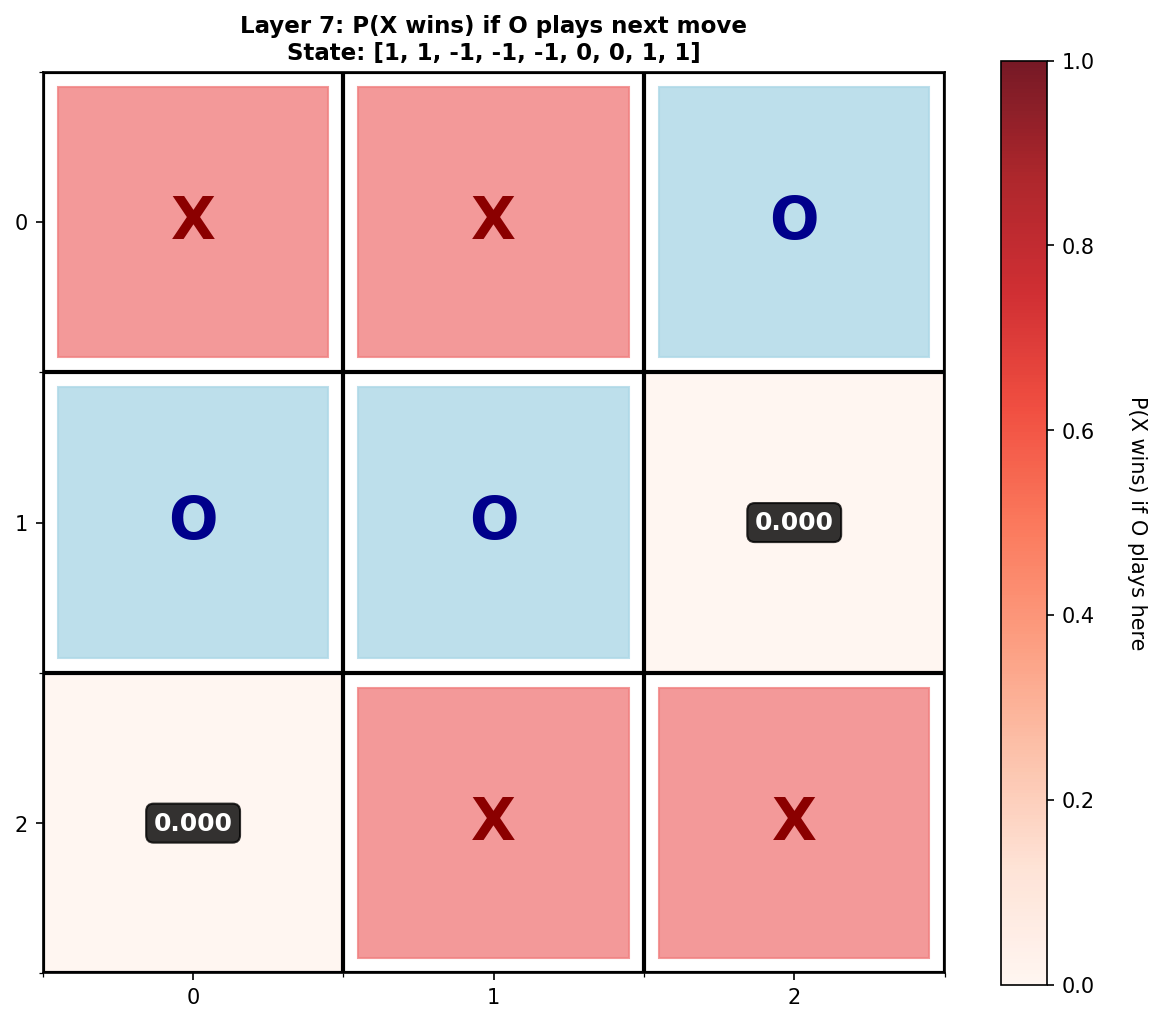 Layer 7: P(X wins) if O plays next move
State: [1, 1, -1, -1, -1, 0, 0, 1, 1]
X X O
O O 0.000
0.000 X X
0
1
2
0 1 2
1.0
0.8
0.6
0.4
0.2
0.0
P(X wins) if O plays here